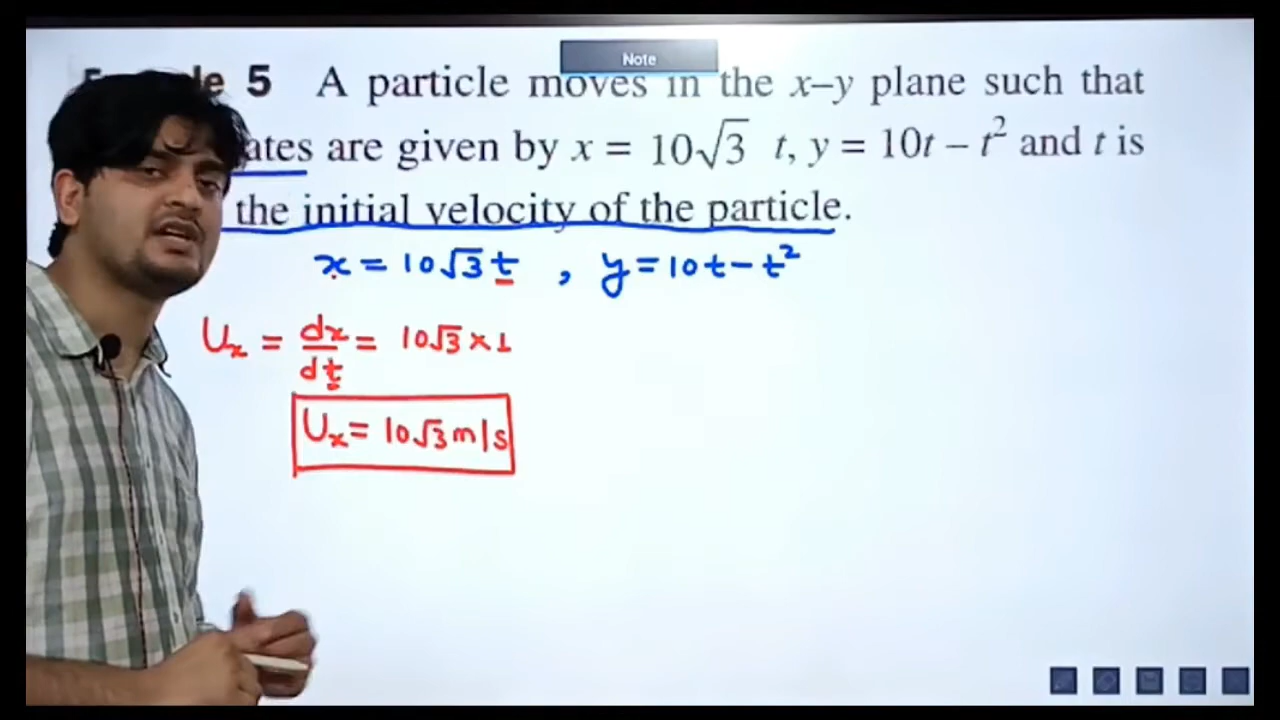 Note
5 A particle moves in the x–y plane such that
are given by x = 10√3 t, y = 10t – t² and t is
the initial velocity of the particle.
x = 10√3 t , y = 10t – t²
Ux = dx/dt = 10√3 × 1
Ux = 10√3 m/s